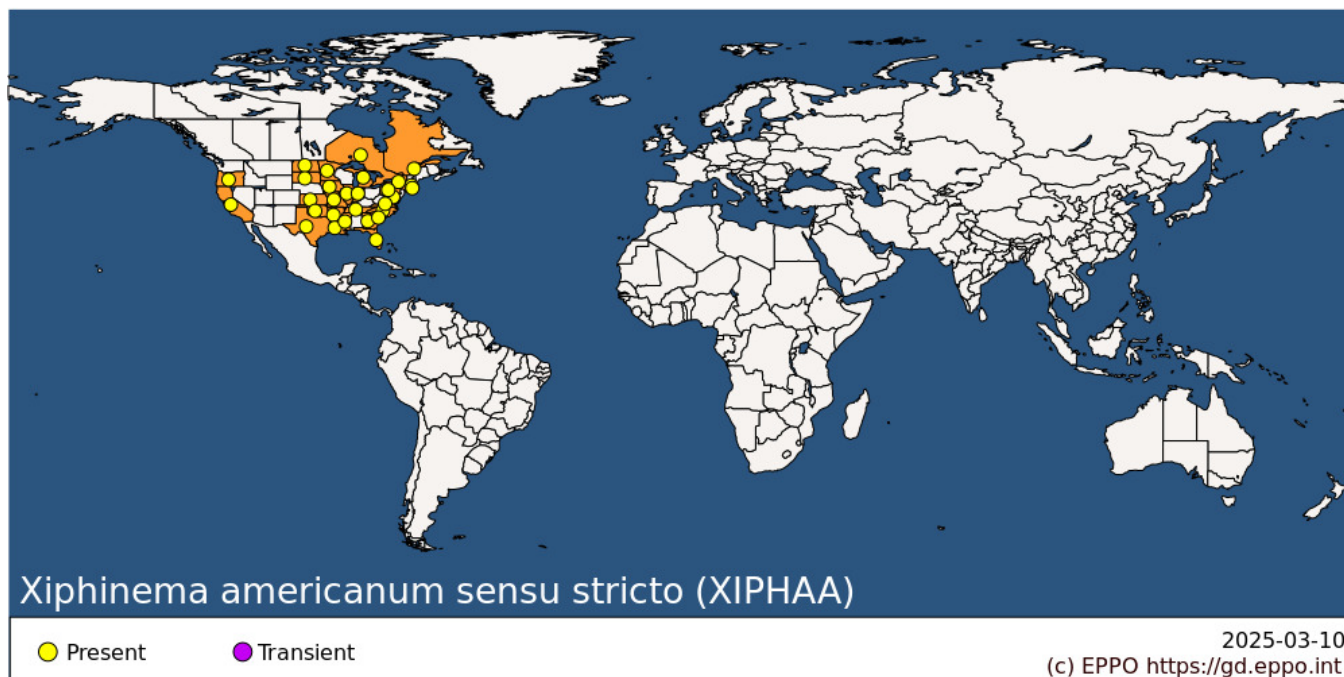 Xiphinema americanum sensu stricto (XIPHAA)
Present
Transient
2025-03-10
(c) EPPO https://gd.eppo.int